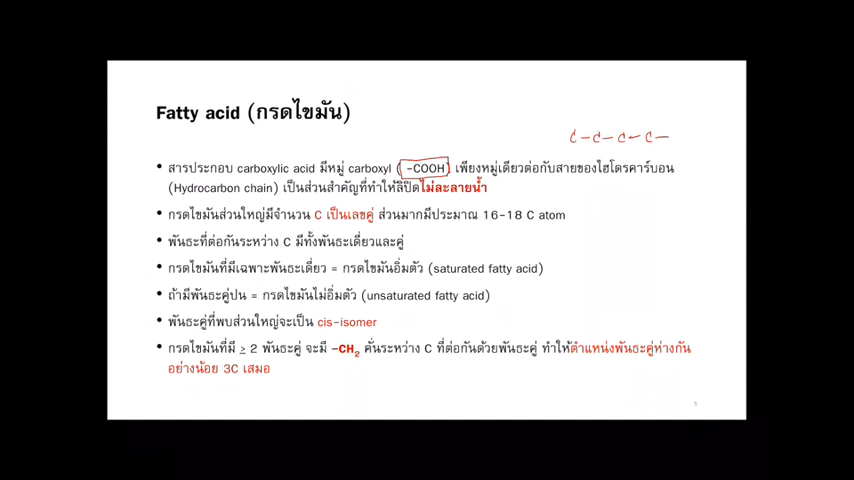 Fatty acid (กรดไขมัน)
C-C-C-C-
• สารประกอบ carboxylic acid มีหมู่ carboxyl (-COOH) เพียงหมู่เดียวต่อกับสายของไฮโดรคาร์บอน
(Hydrocarbon chain) เป็นส่วนสำคัญที่ทำให้ลิปิดไม่ละลายน้ำ
• กรดไขมันส่วนใหญ่มีจำนวน C เป็นเลขคู่ ส่วนมากมีประมาณ 16-18 C atom
• พันธะที่ต่อกันระหว่าง C มีทั้งพันธะเดี่ยวและคู่
• กรดไขมันที่มีเฉพาะพันธะเดี่ยว = กรดไขมันอิ่มตัว (saturated fatty acid)
• ถ้ามีพันธะคู่ปน = กรดไขมันไม่อิ่มตัว (unsaturated fatty acid)
• พันธะคู่ที่พบส่วนใหญ่จะเป็น cis-isomer
• กรดไขมันที่มี ≥ 2 พันธะคู่ จะมี -CH₂ คั่นระหว่าง C ที่ต่อกันด้วยพันธะคู่ ทำให้ตำแหน่งพันธะคู่ห่างกัน
อย่างน้อย 3C เสมอ